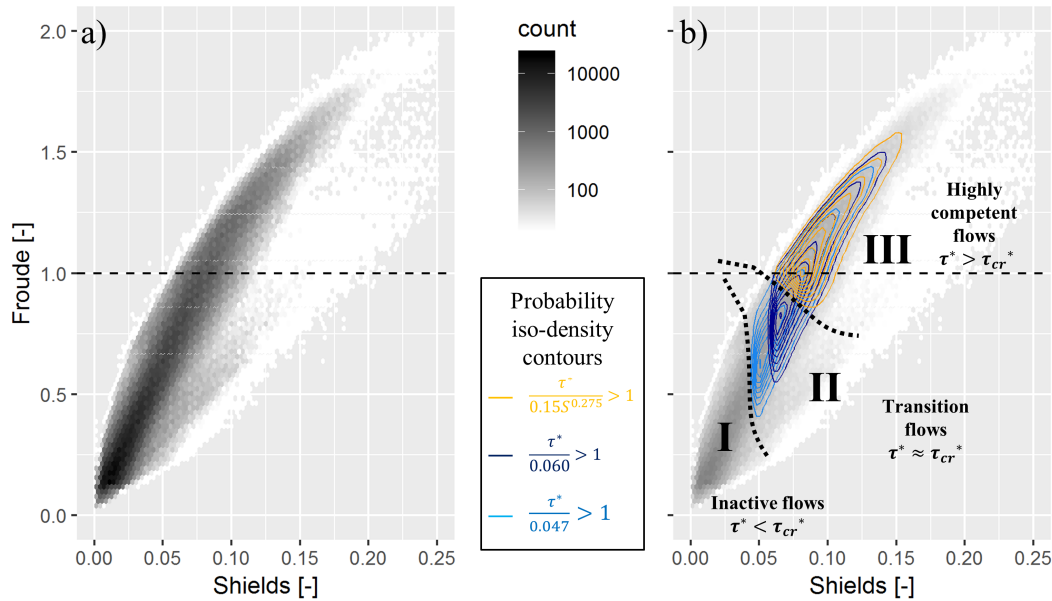 a)
2.0
1.5
1.0
0.5
0.0
Froude [-]
0.00
0.05
0.10
0.15
0.20
0.25
Shields [-]
count
10000
1000
100
Probability
iso-density
contours
τ*/0.15S^0.275 > 1
τ*/0.060 > 1
τ*/0.047 > 1
b)
Highly
competent
flows
τ* > τcr*
III
II
Transition
flows
τ* ≈ τcr*
I
Inactive flows
τ* < τcr*
0.00
0.05
0.10
0.15
0.20
0.25
Shields [-]